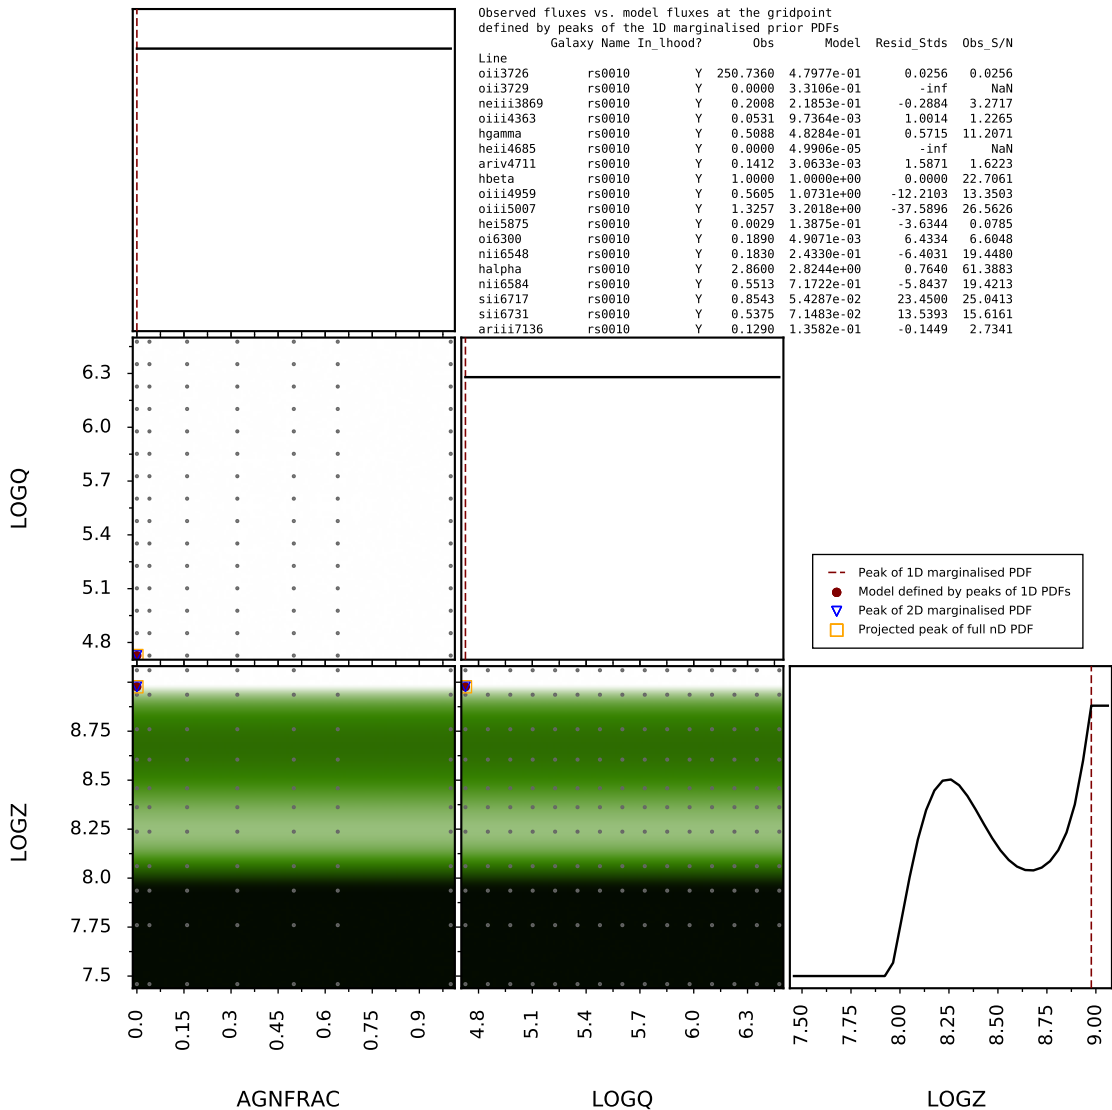 Observed fluxes vs. model fluxes at the gridpoint
defined by peaks of the 1D marginalised prior PDFs
Galaxy Name In_lhood? Obs Model Resid_Stds Obs_S/N
Line
oii3726 rs0010 Y 250.7360 4.7977e-01 0.0256 0.0256
oii3729 rs0010 Y 0.0000 3.3106e-01 -inf NaN
neiii3869 rs0010 Y 0.2008 2.1853e-01 -0.2884 3.2717
oiii4363 rs0010 Y 0.0531 9.7364e-03 1.0014 1.2265
hgamma rs0010 Y 0.5088 4.8284e-01 0.5715 11.2071
heii4685 rs0010 Y 0.0000 4.9906e-05 -inf NaN
ariv4711 rs0010 Y 0.1412 3.0633e-03 1.5871 1.6223
hbeta rs0010 Y 1.0000 1.0000e+00 0.0000 22.7061
oiii4959 rs0010 Y 0.5605 1.0731e+00 -12.2103 13.3503
oiii5007 rs0010 Y 1.3257 3.2018e+00 -37.5896 26.5626
hei5875 rs0010 Y 0.0029 1.3875e-01 -3.6344 0.0785
oi6300 rs0010 Y 0.1890 4.9071e-03 6.4334 6.6048
nii6548 rs0010 Y 0.1830 2.4330e-01 -6.4031 19.4480
halpha rs0010 Y 2.8600 2.8244e+00 0.7640 61.3883
nii6584 rs0010 Y 0.5513 7.1722e-01 -5.8437 19.4213
sii6717 rs0010 Y 0.8543 5.4287e-02 23.4500 25.0413
sii6731 rs0010 Y 0.5375 7.1483e-02 13.5393 15.6161
ariii7136 rs0010 Y 0.1290 1.3582e-01 -0.1449 2.7341
6.3
6.0
5.7
5.4
5.1
4.8
LOGQ
Peak of 1D marginalised PDF
Model defined by peaks of 1D PDFs
Peak of 2D marginalised PDF
Projected peak of full nD PDF
8.75
8.5
8.25
8.0
7.75
7.5
LOGZ
0.0 0.15 0.3 0.45 0.6 0.75 0.9
4.8 5.1 5.4 5.7 6.0 6.3
7.50 7.75 8.00 8.25 8.50 8.75 9.00
AGNFRAC LOGQ LOGZ